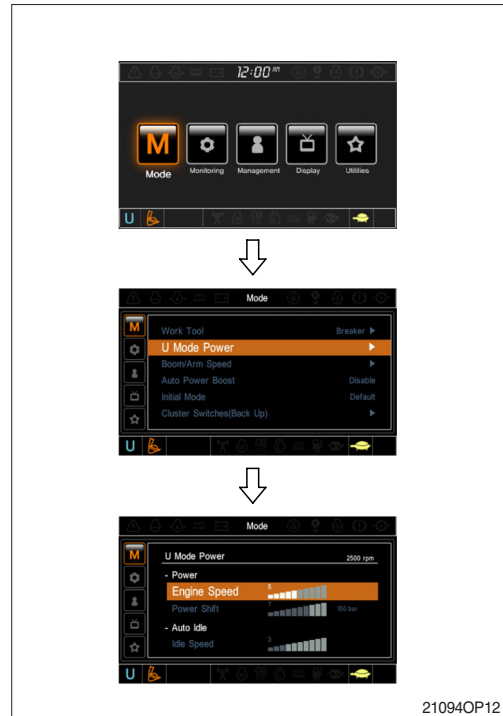 12:00 AM
M
Mode
Monitoring
Management
Display
Utilities
U
Mode
M
Work Tool Breaker
U Mode Power
Boom/Arm Speed
Auto Power Boost Disable
Initial Mode Default
Cluster Switches(Back Up)
U
Mode
M
U Mode Power 2500 rpm
- Power
Engine Speed 5
Power Shift 7 150 bar
- Auto Idle
Idle Speed 3
U
21094OP12